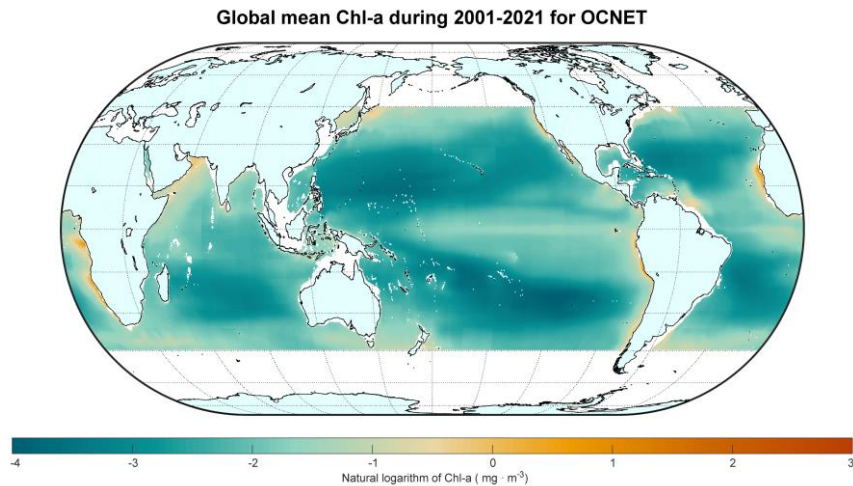 Global mean Chl-a during 2001-2021 for OCNET
-4 -3 -2 -1 0 1 2 3
Natural logarithm of Chl-a ( mg · m-3)